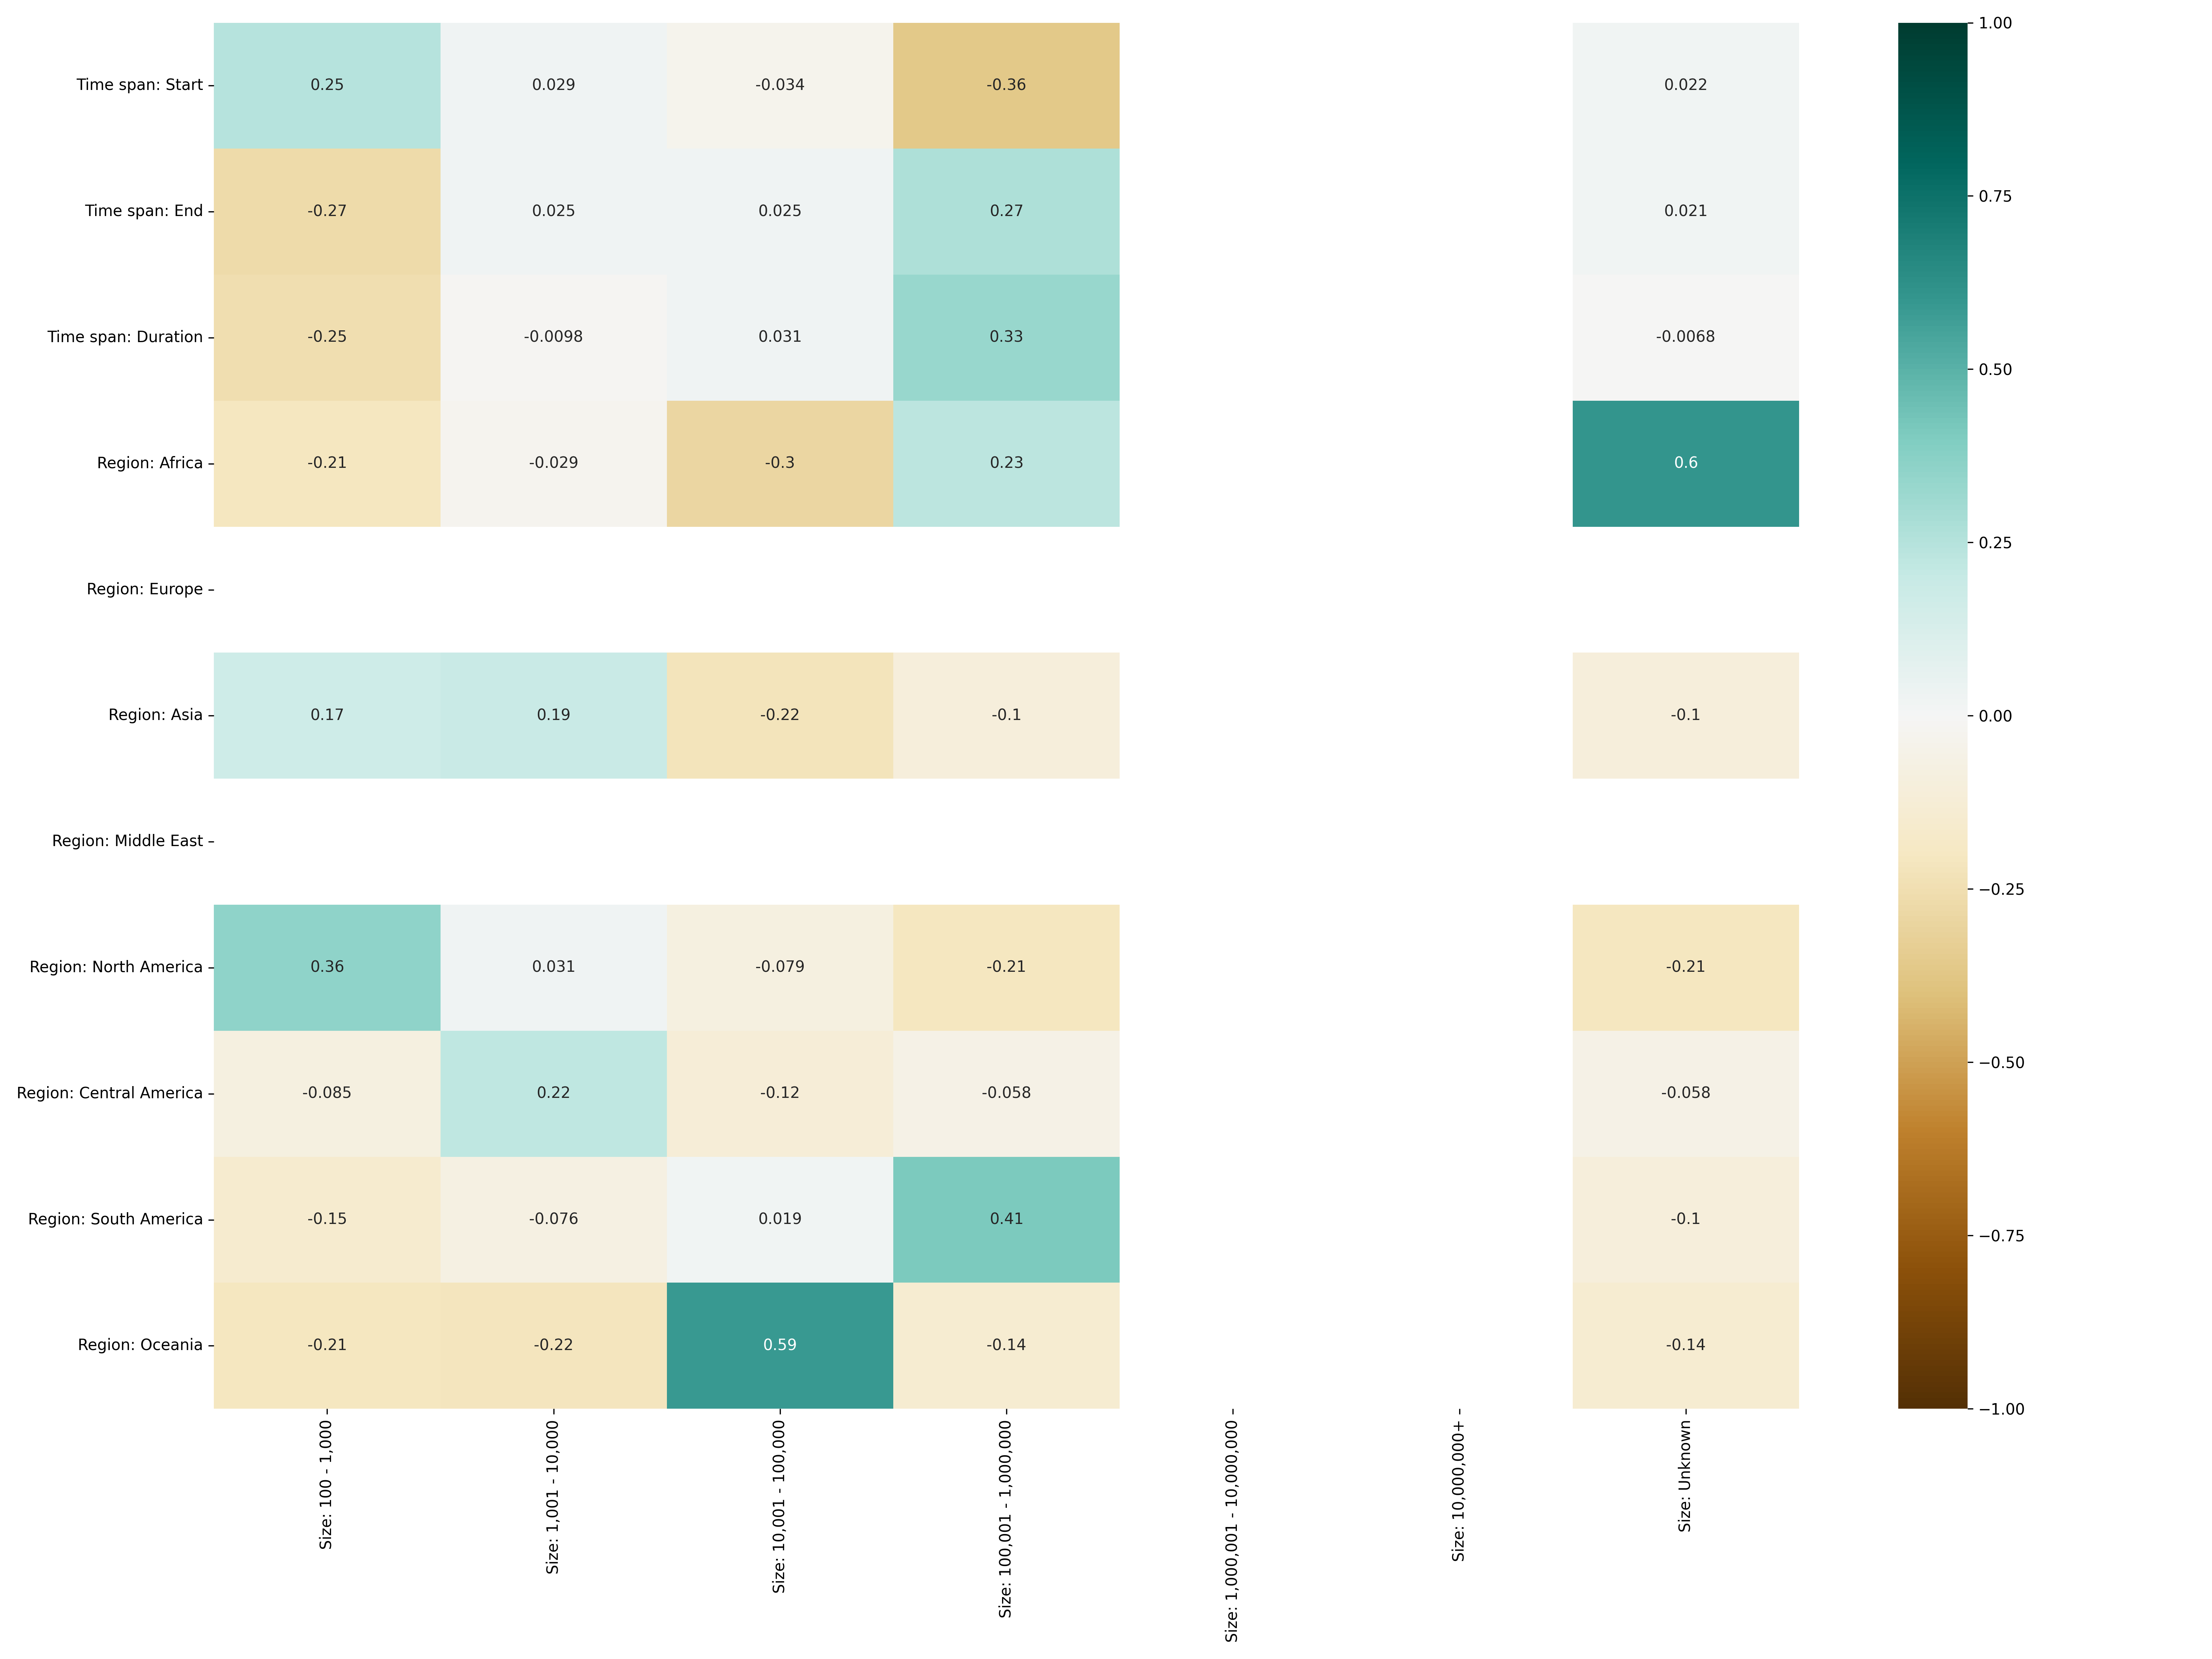 Time span: Start 0.25 0.029 -0.034 -0.36 0.022
Time span: End -0.27 0.025 0.025 0.27 0.021
Time span: Duration -0.25 -0.0098 0.031 0.33 -0.0068
Region: Africa -0.21 -0.029 -0.3 0.23 0.6
Region: Europe
Region: Asia 0.17 0.19 -0.22 -0.1 -0.1
Region: Middle East
Region: North America 0.36 0.031 -0.079 -0.21 -0.21
Region: Central America -0.085 0.22 -0.12 -0.058 -0.058
Region: South America -0.15 -0.076 0.019 0.41 -0.1
Region: Oceania -0.21 -0.22 0.59 -0.14 -0.14
Size: 100 - 1,000
Size: 1,001 - 10,000
Size: 10,001 - 100,000
Size: 100,001 - 1,000,000
Size: 1,000,001 - 10,000,000
Size: 10,000,000+
Size: Unknown
1.00
0.75
0.50
0.25
0.00
−0.25
−0.50
−0.75
−1.00